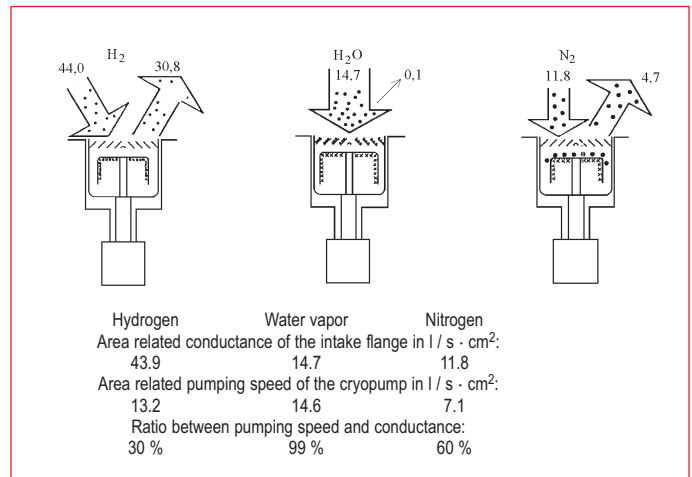 H2
44,0
30,8
H2O
14,7
0,1
N2
11,8
4,7
Hydrogen Water vapor Nitrogen
Area related conductance of the intake flange in l / s · cm2:
43.9 14.7 11.8
Area related pumping speed of the cryopump in l / s · cm2:
13.2 14.6 7.1
Ratio between pumping speed and conductance:
30 % 99 % 60 %